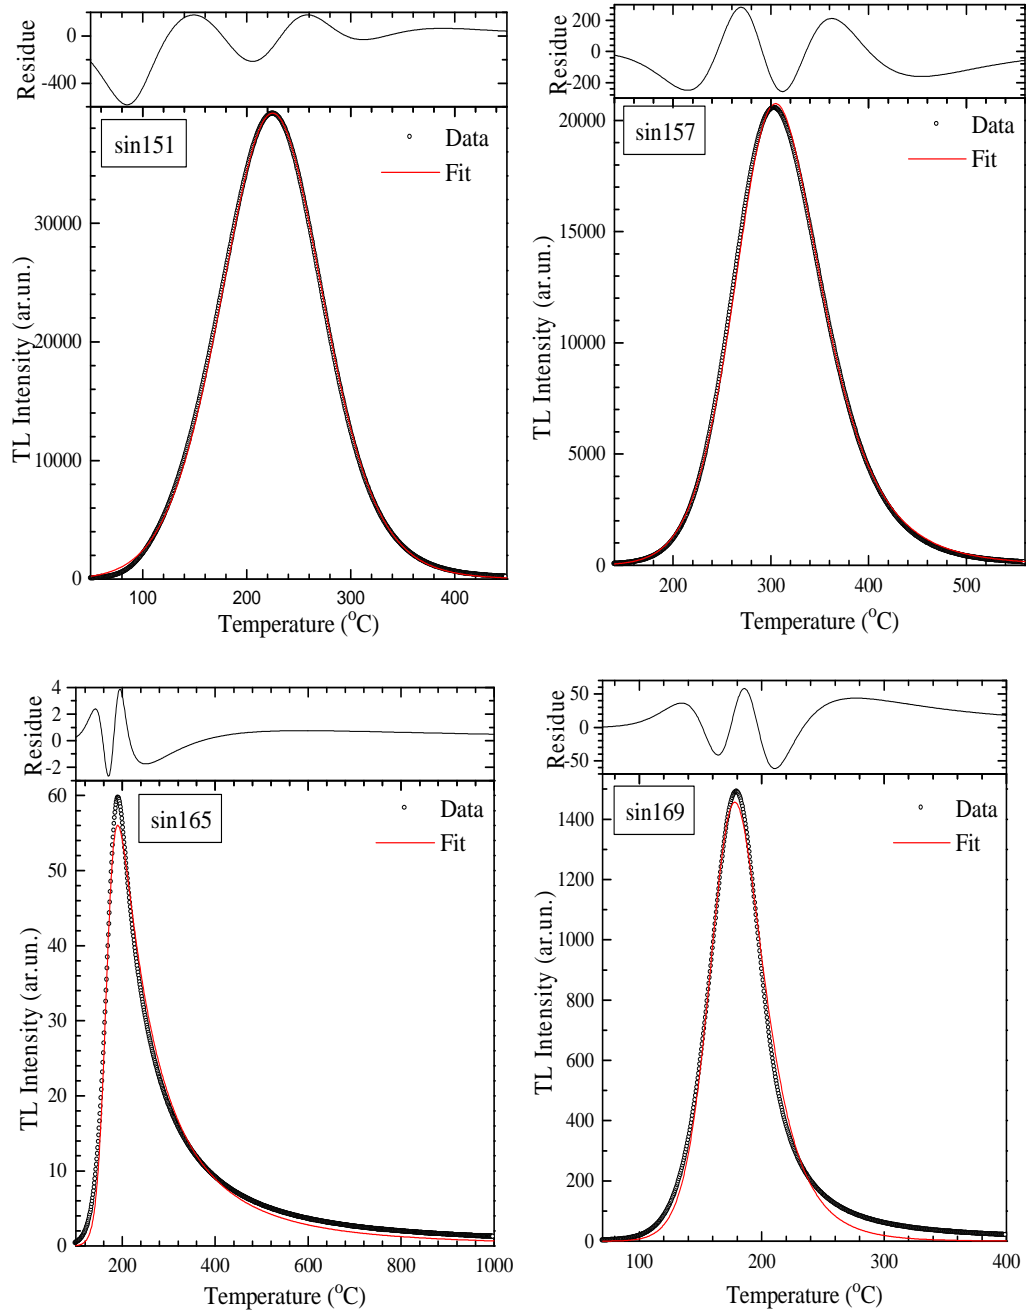 Residue
0
-400
sin151
Data
Fit
TL Intensity (ar.un.)
30000
20000
10000
0
100 200 300 400
Temperature (°C)
Residue
200
0
-200
sin157
Data
Fit
TL Intensity (ar.un.)
20000
15000
10000
5000
0
200 300 400 500
Temperature (°C)
Residue
4
2
0
-2
sin165
Data
Fit
TL Intensity (ar.un.)
60
50
40
30
20
10
0
200 400 600 800 1000
Temperature (°C)
Residue
50
0
-50
sin169
Data
Fit
TL Intensity (ar.un.)
1400
1200
1000
800
600
400
200
0
100 200 300 400
Temperature (°C)